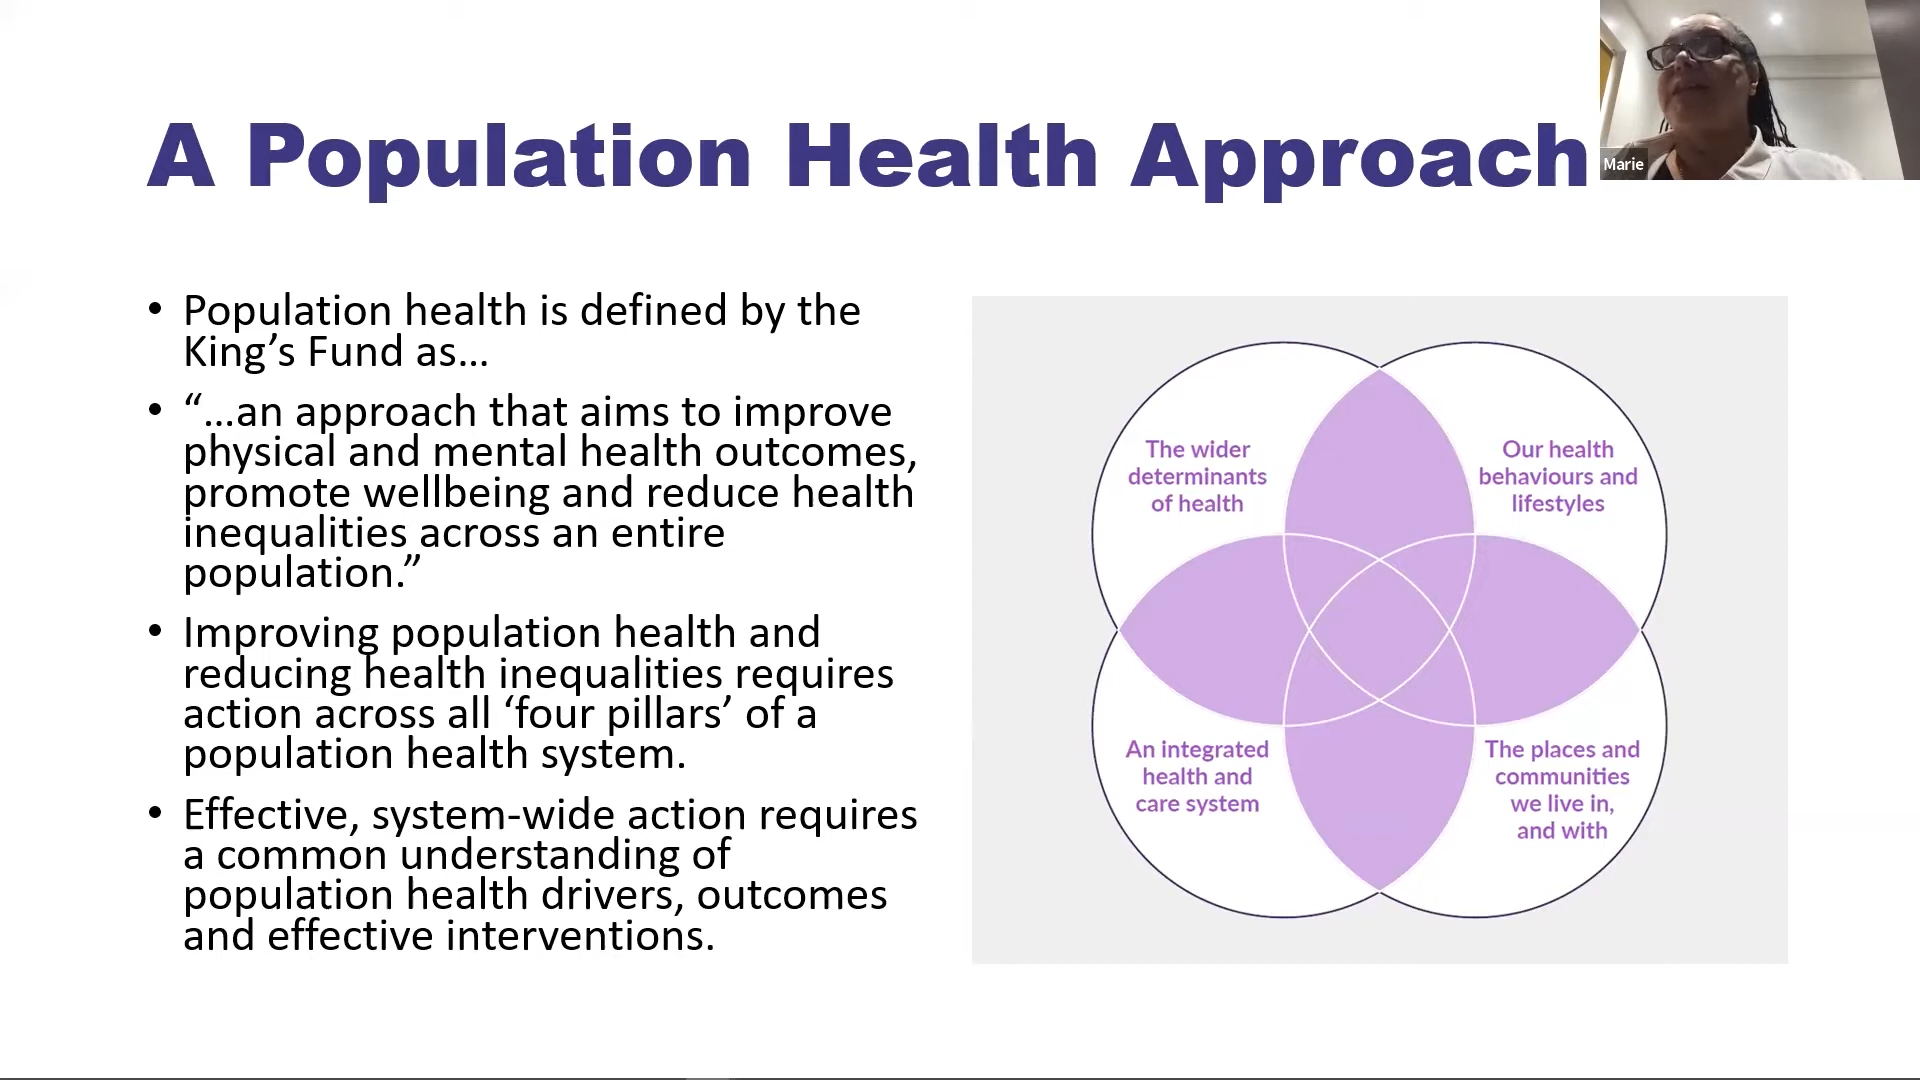 A Population Health Approach
Marie
• Population health is defined by the
King’s Fund as…
• “…an approach that aims to improve
physical and mental health outcomes,
promote wellbeing and reduce health
inequalities across an entire
population.”
• Improving population health and
reducing health inequalities requires
action across all ‘four pillars’ of a
population health system.
• Effective, system-wide action requires
a common understanding of
population health drivers, outcomes
and effective interventions.
The wider
determinants
of health
Our health
behaviours and
lifestyles
An integrated
health and
care system
The places and
communities
we live in,
and with